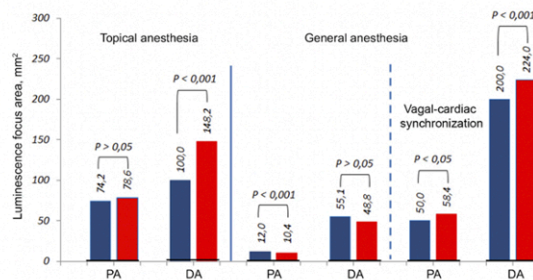 Luminescence focus area, mm²
300
250
200
150
100
50
0
Topical anesthesia
General anesthesia
Vagal-cardiac
synchronization
P > 0,05
74,2
78,6
P < 0,001
100,0
148,2
P < 0,001
12,0
10,4
P > 0,05
55,1
48,8
P < 0,05
50,0
58,4
P < 0,001
200,0
224,0
PA
DA
PA
DA
PA
DA